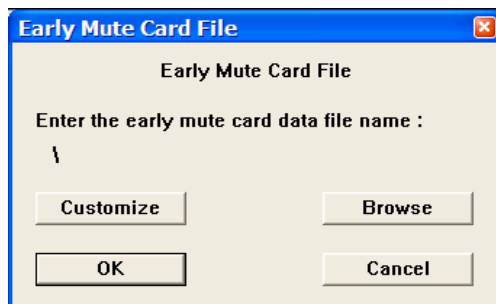 Early Mute Card File
Early Mute Card File
Enter the early mute card data file name :
\
Customize Browse
OK Cancel